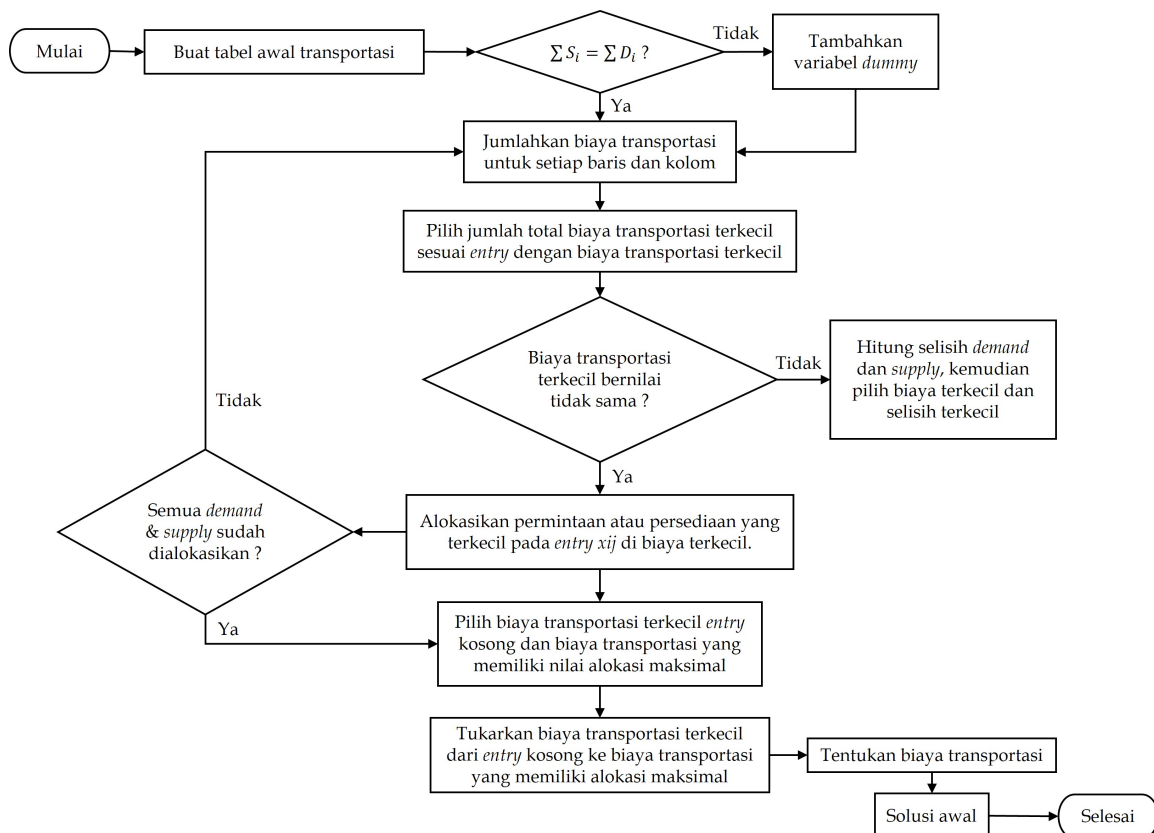 Mulai
Buat tabel awal transportasi
∑ Sᵢ = ∑ Dᵢ ?
Tidak
Tambahkan
variabel dummy
Ya
Jumlahkan biaya transportasi
untuk setiap baris dan kolom
Pilih jumlah total biaya transportasi terkecil
sesuai entry dengan biaya transportasi terkecil
Biaya transportasi
terkecil bernilai
tidak sama ?
Tidak
Hitung selisih demand
dan supply, kemudian
pilih biaya terkecil dan
selisih terkecil
Ya
Alokasikan permintaan atau persediaan yang
terkecil pada entry xij di biaya terkecil.
Semua demand
& supply sudah
dialokasikan ?
Tidak
Ya
Pilih biaya transportasi terkecil entry
kosong dan biaya transportasi yang
memiliki nilai alokasi maksimal
Tukarkan biaya transportasi terkecil
dari entry kosong ke biaya transportasi
yang memiliki alokasi maksimal
Tentukan biaya transportasi
Solusi awal
Selesai